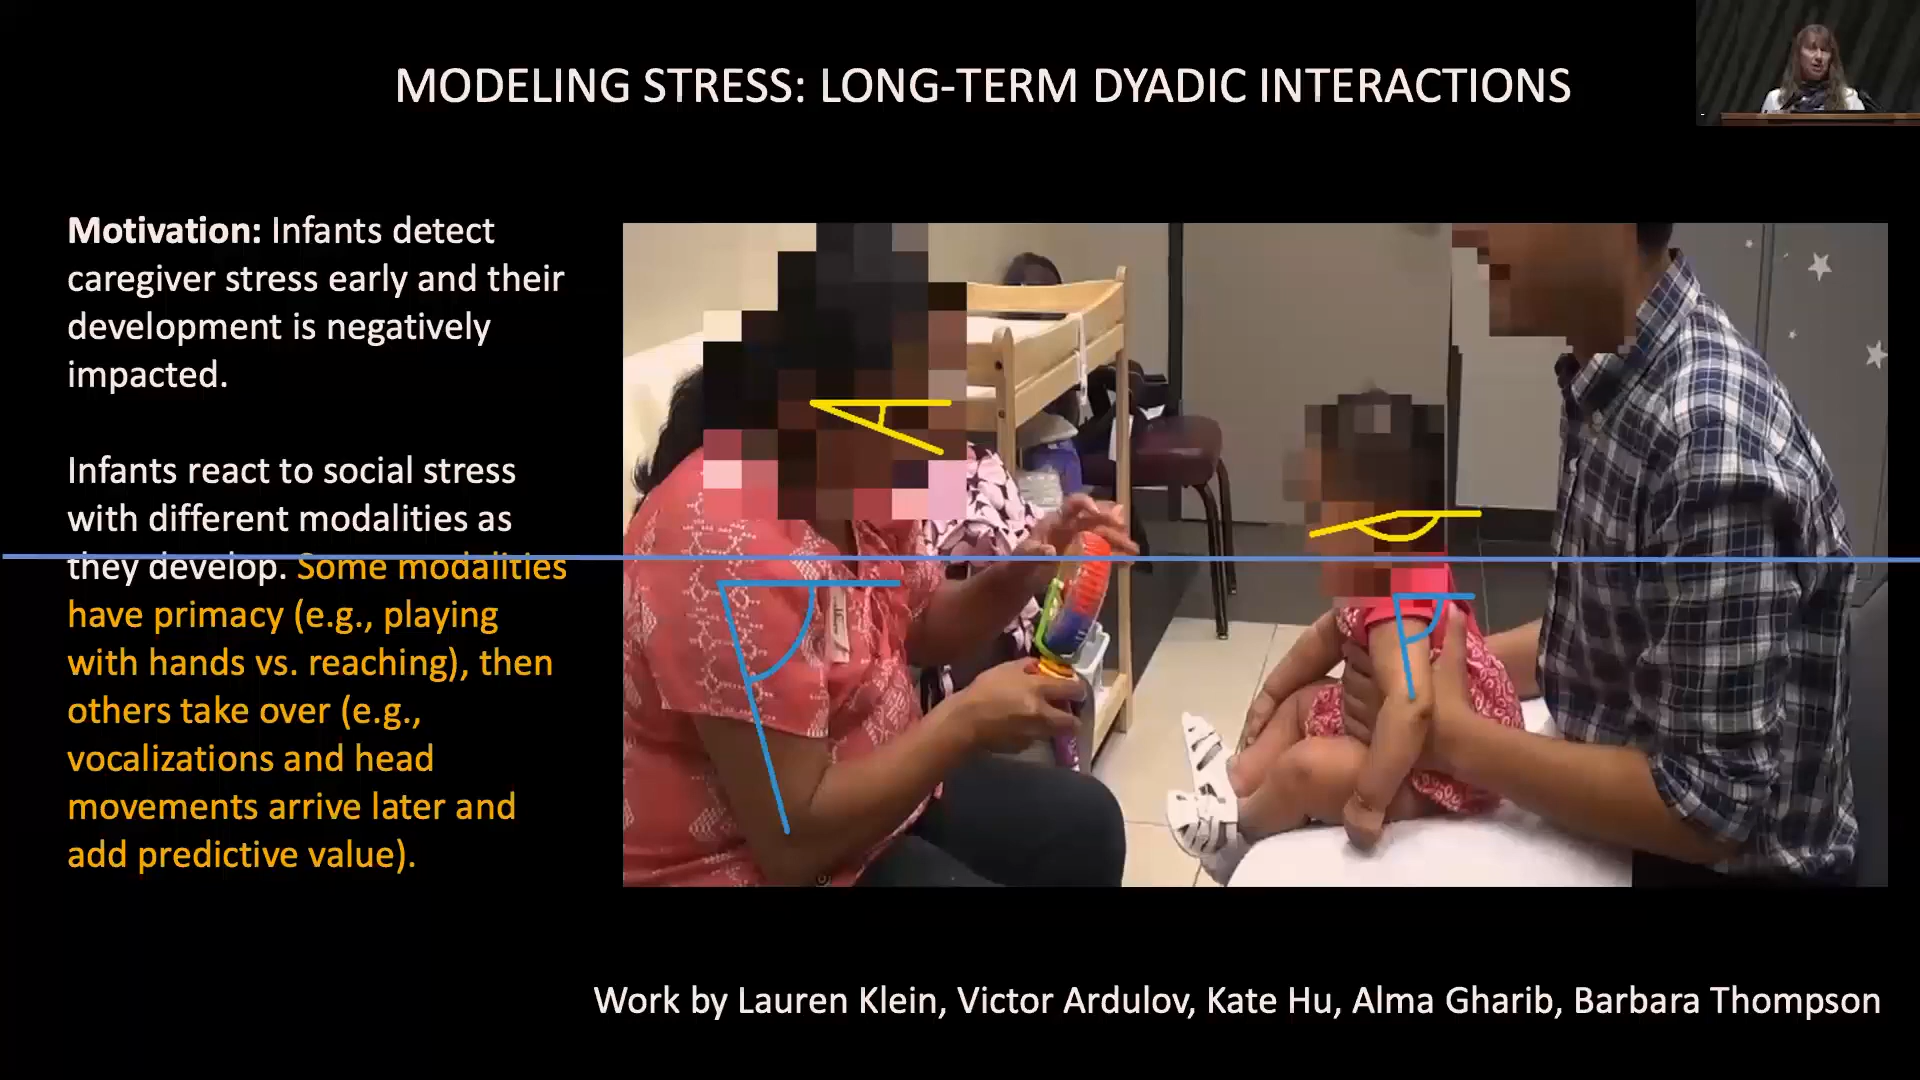 MODELING STRESS: LONG-TERM DYADIC INTERACTIONS
Motivation: Infants detect
caregiver stress early and their
development is negatively
impacted.
Infants react to social stress
with different modalities as
they develop. Some modalities
have primacy (e.g., playing
with hands vs. reaching), then
others take over (e.g.,
vocalizations and head
movements arrive later and
add predictive value).
Work by Lauren Klein, Victor Ardulov, Kate Hu, Alma Gharib, Barbara Thompson